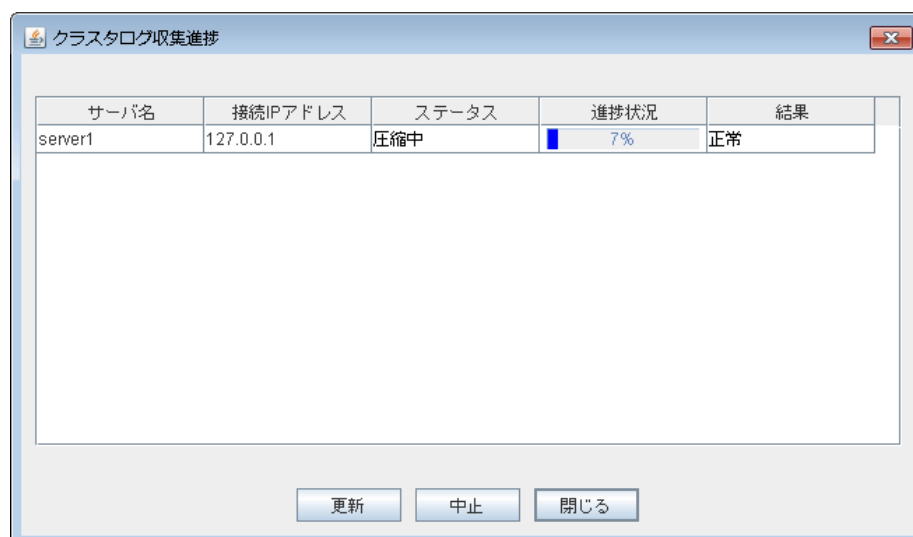 クラスタログ収集進捗
サーバ名 接続IPアドレス ステータス 進捗状況 結果
server1 127.0.0.1 圧縮中 7% 正常
更新 中止 閉じる